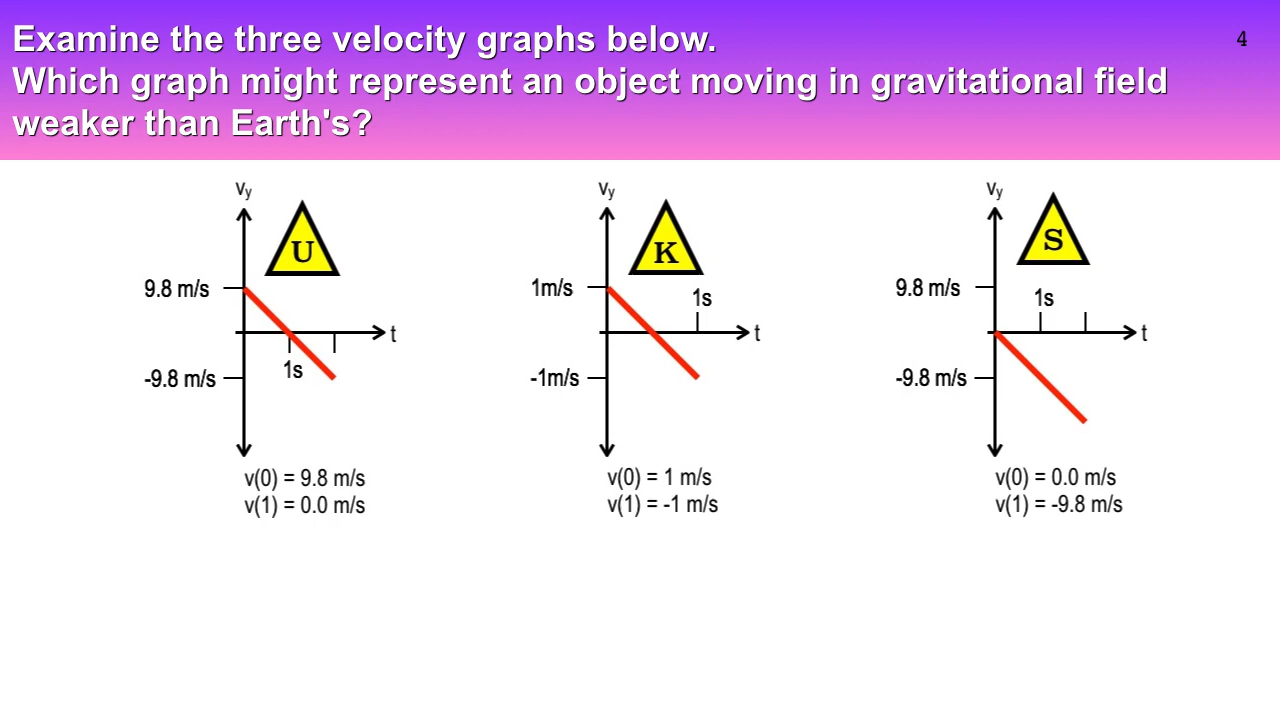 Examine the three velocity graphs below.
4
Which graph might represent an object moving in gravitational field
weaker than Earth's?
vy
U
9.8 m/s
t
1s
-9.8 m/s
v(0) = 9.8 m/s
v(1) = 0.0 m/s
vy
K
1m/s
1s
t
-1m/s
v(0) = 1 m/s
v(1) = -1 m/s
vy
S
9.8 m/s
1s
t
-9.8 m/s
v(0) = 0.0 m/s
v(1) = -9.8 m/s